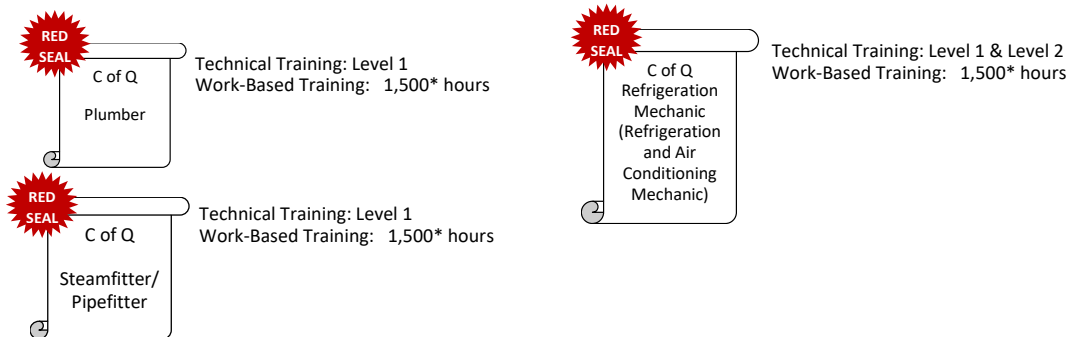 RED
SEAL
C of Q
Plumber
Technical Training: Level 1
Work-Based Training: 1,500* hours
RED
SEAL
C of Q
Steamfitter/
Pipefitter
Technical Training: Level 1
Work-Based Training: 1,500* hours
RED
SEAL
C of Q
Refrigeration
Mechanic
(Refrigeration
and Air
Conditioning
Mechanic)
Technical Training: Level 1 & Level 2
Work-Based Training: 1,500* hours